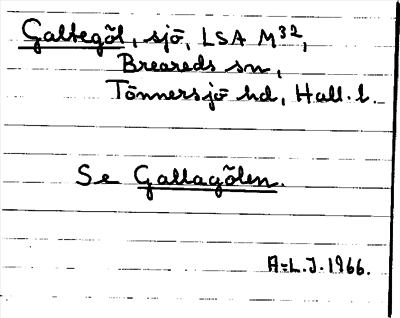 Galtegöl, sjö, LSA M32,
Breareds sn,
Tönnersjö hd, Hall. l.
Se Gallagölen.
A-L.J. 1966.